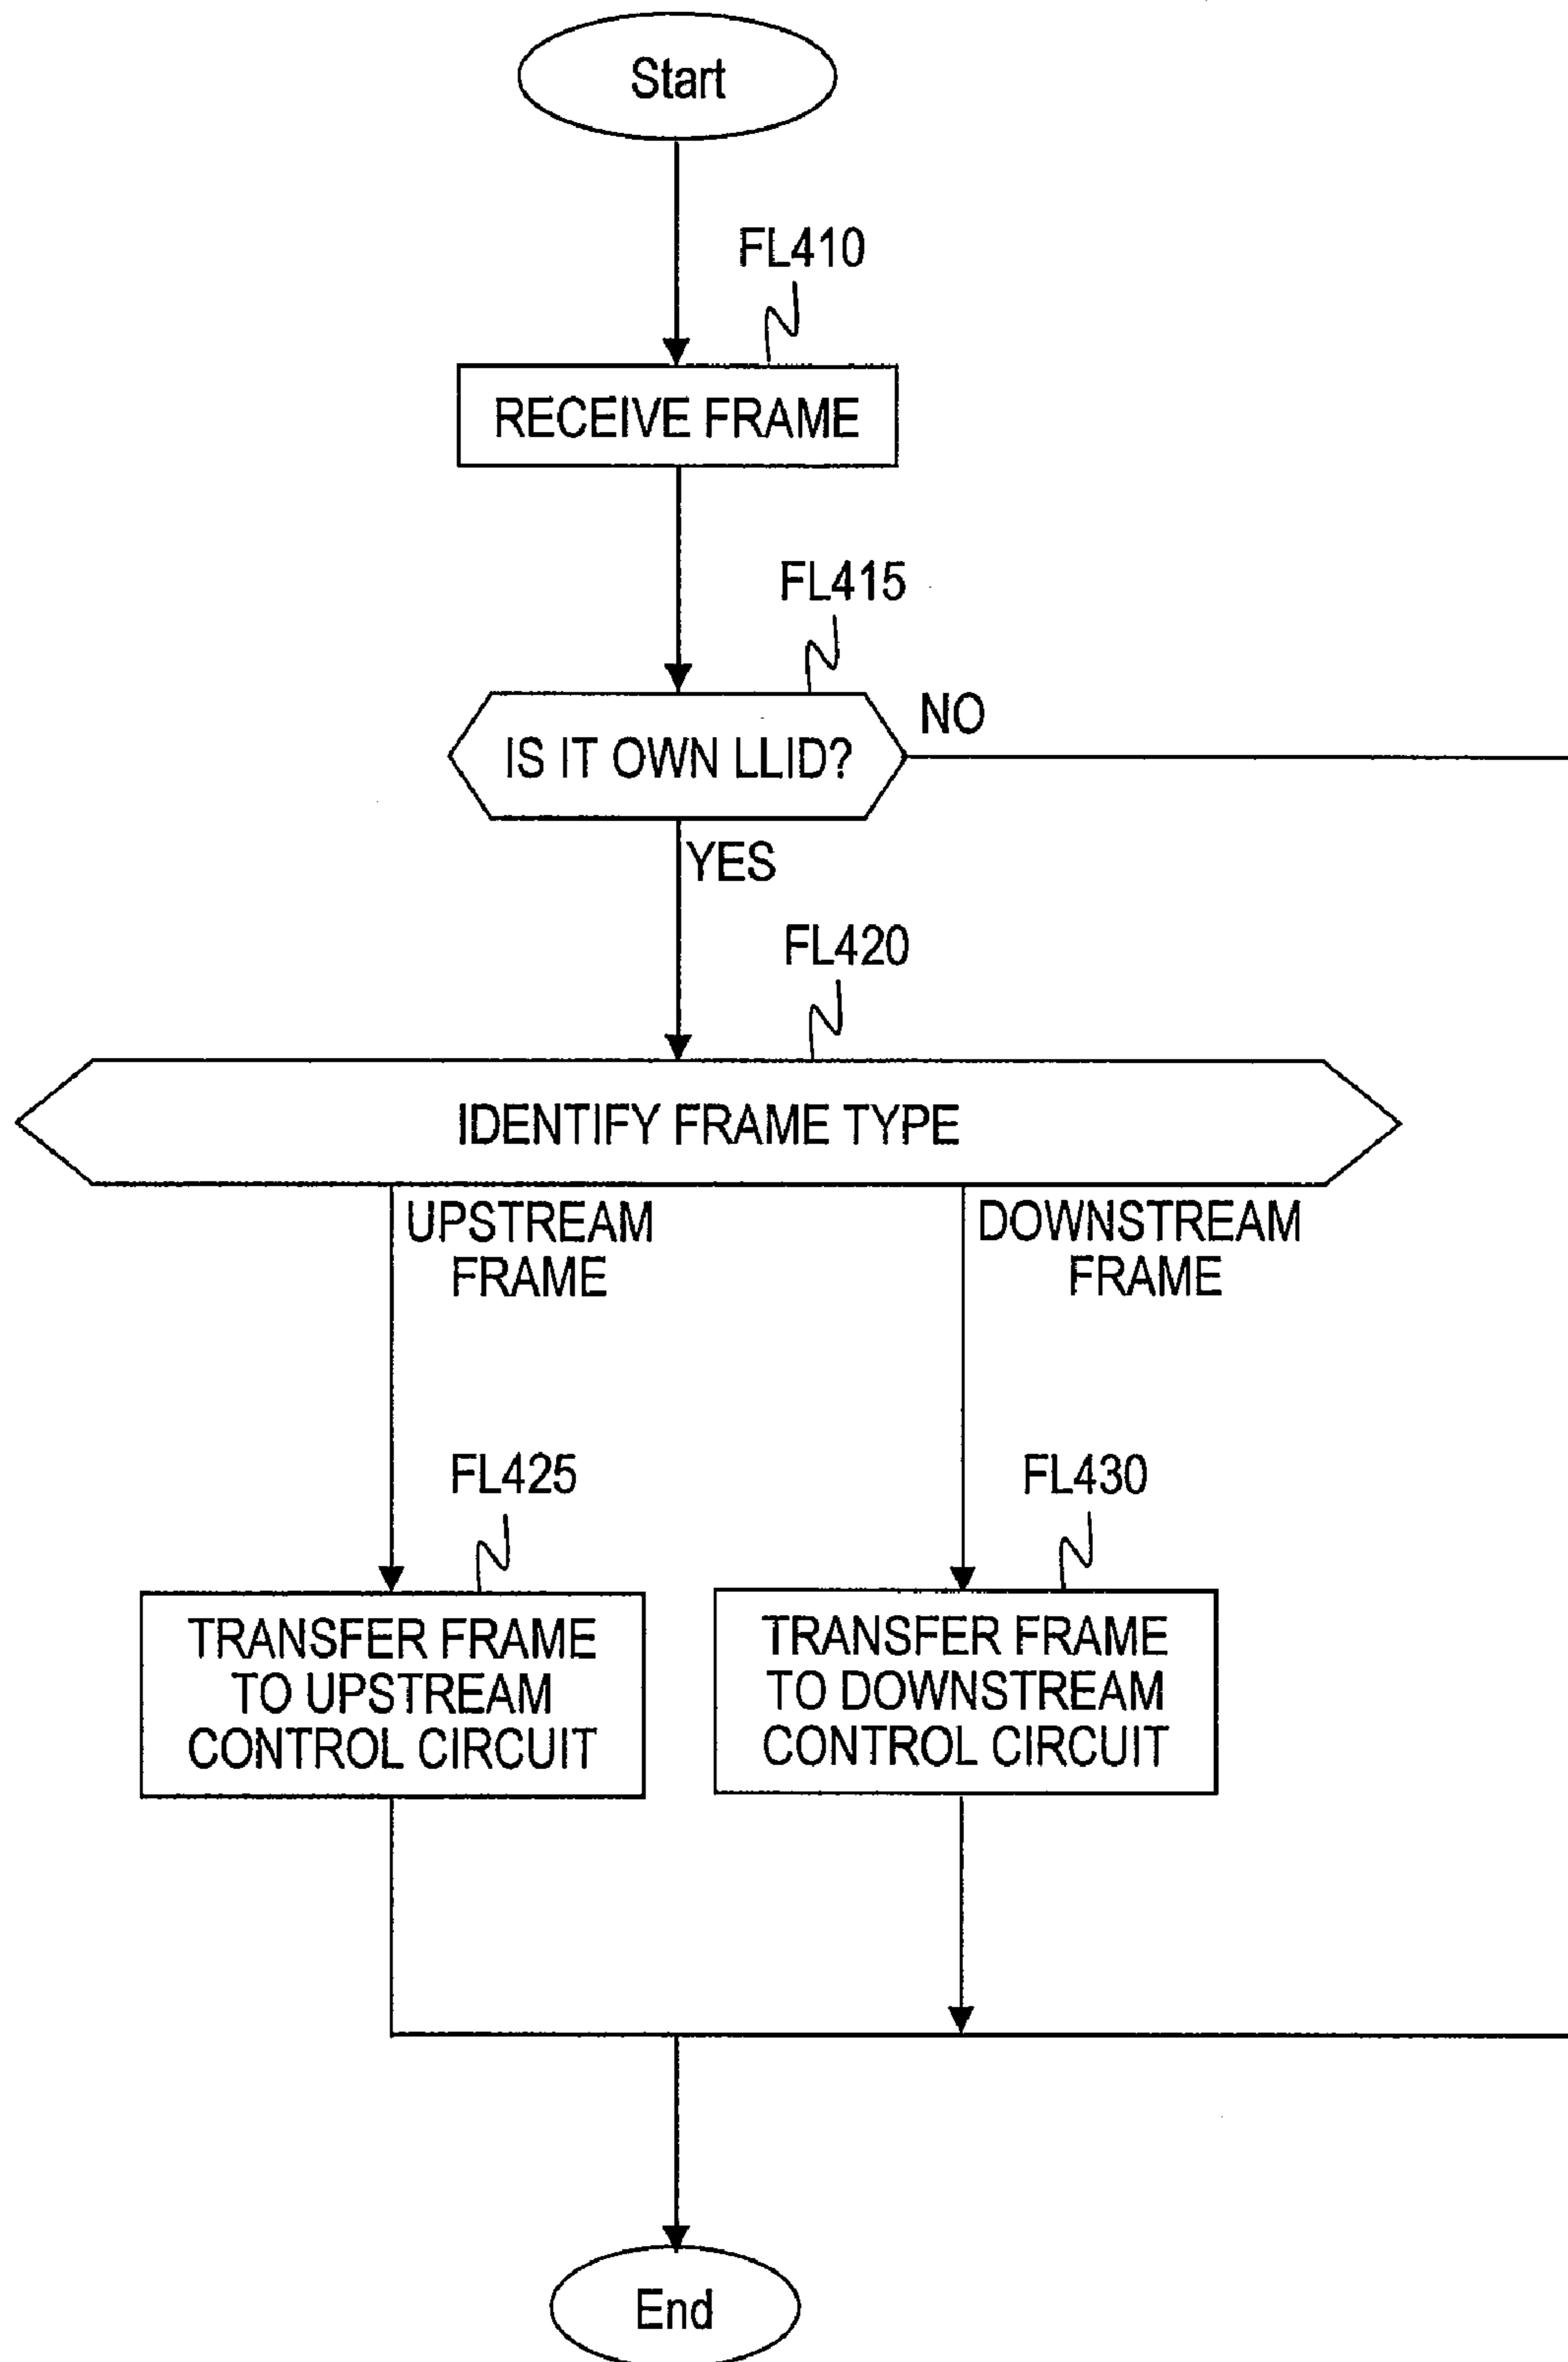 Start
FL410
RECEIVE FRAME
FL415
IS IT OWN LLID?
NO
YES
FL420
IDENTIFY FRAME TYPE
UPSTREAM
FRAME
DOWNSTREAM
FRAME
FL425
FL430
TRANSFER FRAME
TO UPSTREAM
CONTROL CIRCUIT
TRANSFER FRAME
TO DOWNSTREAM
CONTROL CIRCUIT
End